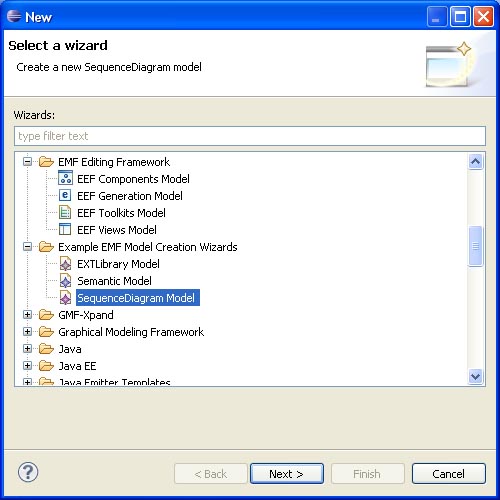 New
Select a wizard
Create a new SequenceDiagram model
Wizards:
type filter text
EMF Editing Framework
EEF Components Model
EEF Generation Model
EEF Toolkits Model
EEF Views Model
Example EMF Model Creation Wizards
EXTLibrary Model
Semantic Model
SequenceDiagram Model
GMF-Xpand
Graphical Modeling Framework
Java
Java EE
Java Emitter Templates
? < Back Next > Finish Cancel